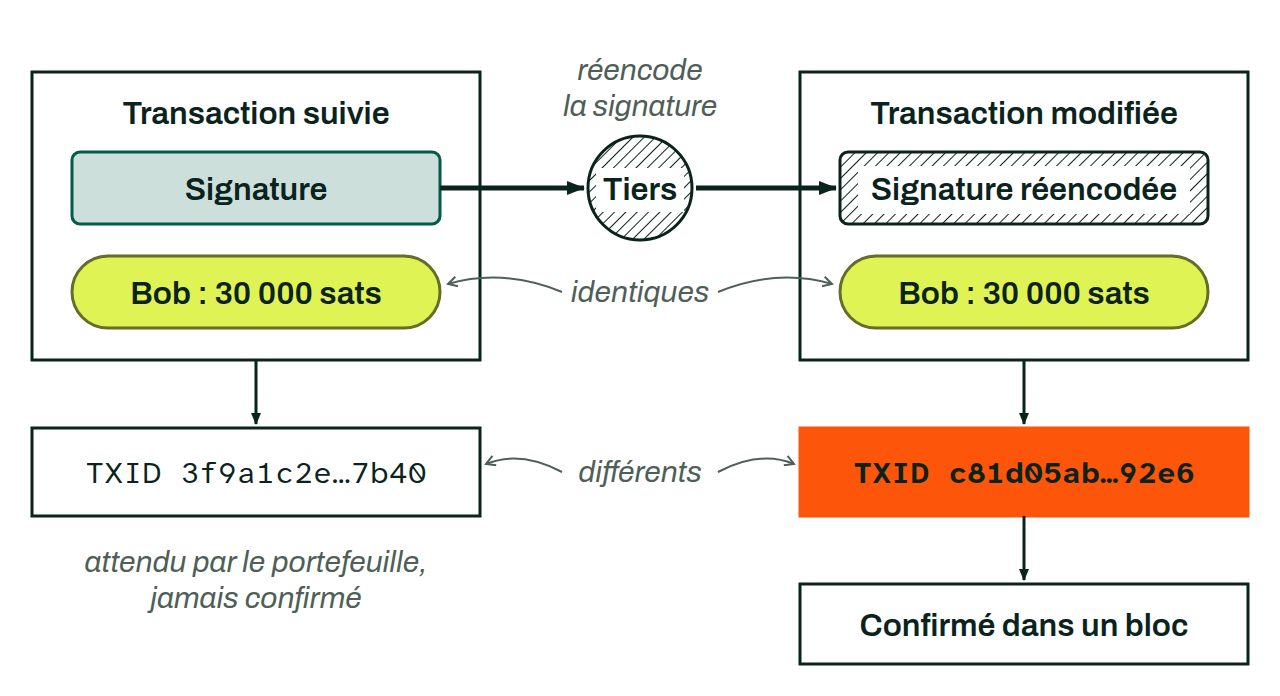 réencode
la signature
Transaction suivie
Transaction modifiée
Signature
Tiers
Signature réencodée
Bob : 30 000 sats
identiques
Bob : 30 000 sats
TXID 3f9a1c2e…7b40
différents
TXID c81d05ab…92e6
attendu par le portefeuille,
jamais confirmé
Confirmé dans un bloc